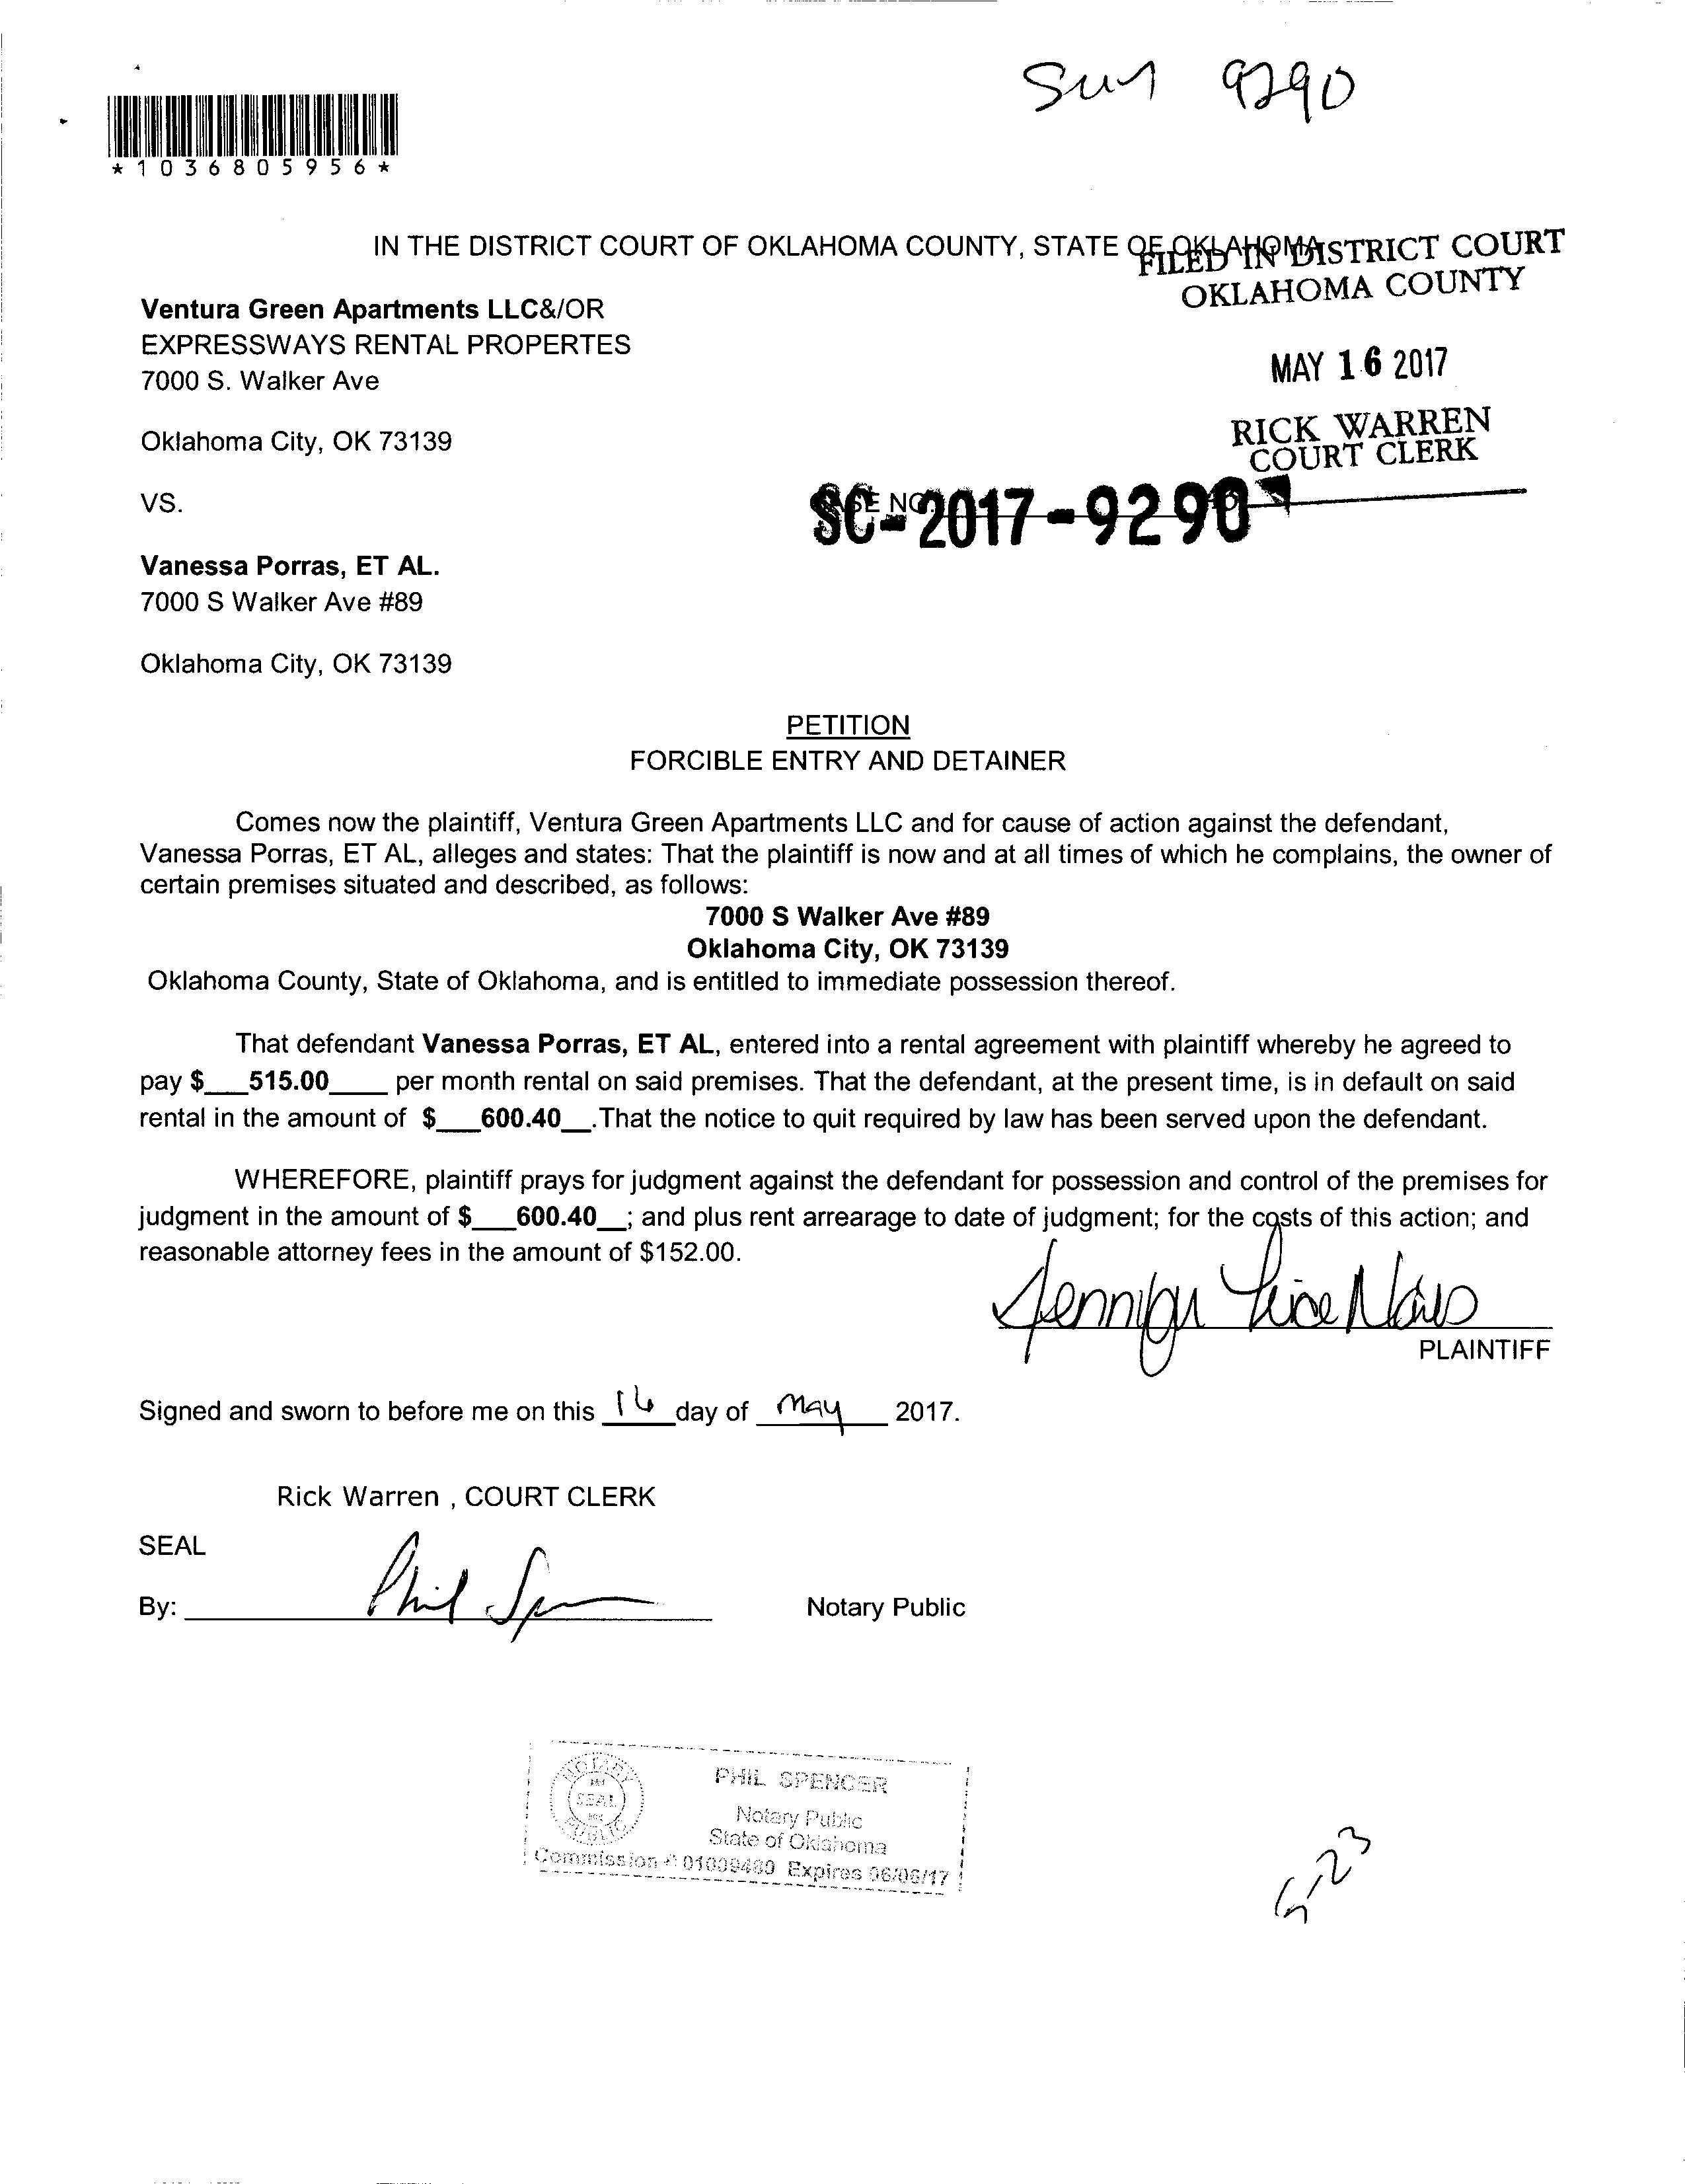 9290
*1036805956*
IN THE DISTRICT COURT OF OKLAHOMA COUNTY, STATE OF OKLAHOMA
FILED IN DISTRICT COURT
OKLAHOMA COUNTY
Ventura Green Apartments LLC&/OR
EXPRESSWAYS RENTAL PROPERTES
7000 S. Walker Ave
MAY 16 2017
Oklahoma City, OK 73139
RICK WARREN
COURT CLERK
VS.
SC-2017-9290
Vanessa Porras, ET AL.
7000 S Walker Ave #89
Oklahoma City, OK 73139
PETITION
FORCIBLE ENTRY AND DETAINER
Comes now the plaintiff, Ventura Green Apartments LLC and for cause of action against the defendant,
Vanessa Porras, ET AL, alleges and states: That the plaintiff is now and at all times of which he complains, the owner of
certain premises situated and described, as follows:
7000 S Walker Ave #89
Oklahoma City, OK 73139
Oklahoma County, State of Oklahoma, and is entitled to immediate possession thereof.
That defendant Vanessa Porras, ET AL, entered into a rental agreement with plaintiff whereby he agreed to
pay $___515.00____ per month rental on said premises. That the defendant, at the present time, is in default on said
rental in the amount of $___600.40__.That the notice to quit required by law has been served upon the defendant.
WHEREFORE, plaintiff prays for judgment against the defendant for possession and control of the premises for
judgment in the amount of $___600.40__; and plus rent arrearage to date of judgment; for the costs of this action; and
reasonable attorney fees in the amount of $152.00.
PLAINTIFF
Signed and sworn to before me on this 16 day of May 2017.
Rick Warren , COURT CLERK
SEAL
By: Phil Notary Public
NOTARY
SEAL
PUBLIC
PHIL SPENCER
Notary Public
State of Oklahoma
Commission # 01009480 Expires 06/06/17
5/23